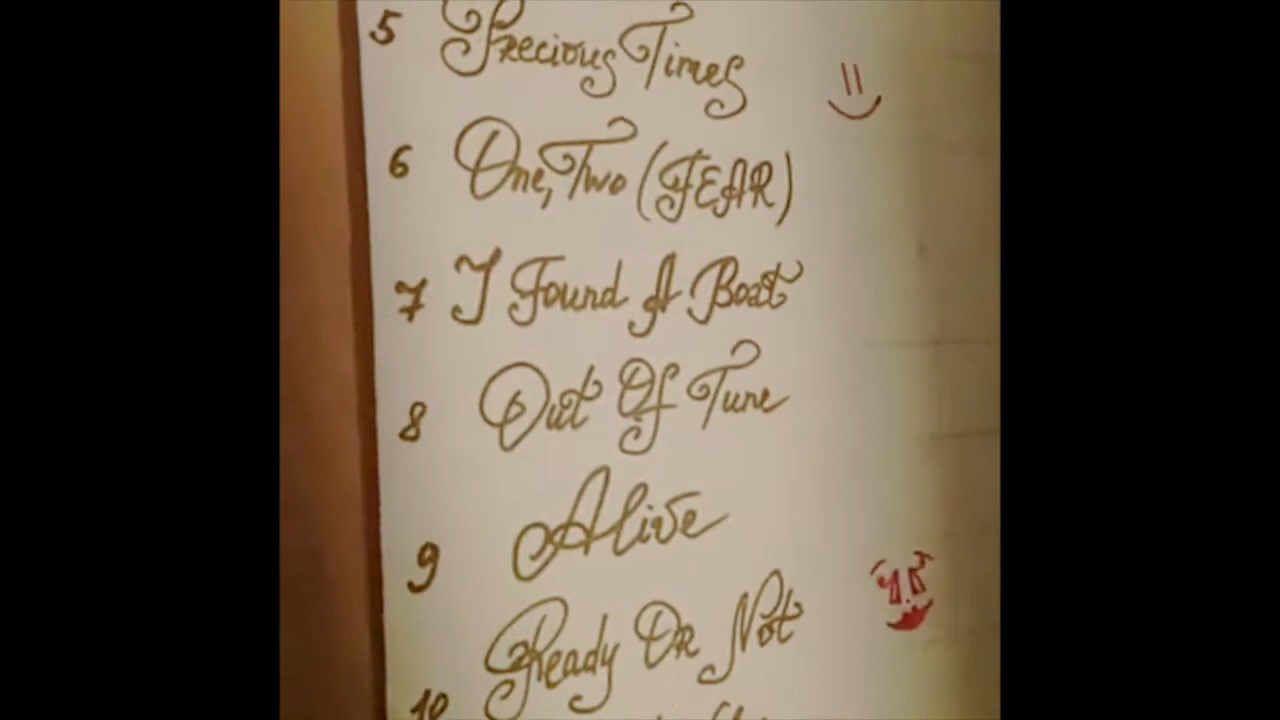 5 Precious Times
6 One, Two (FEAR)
7 I Found A Boat
8 Out Of Tune
9 Alive
Ready Or Not
10